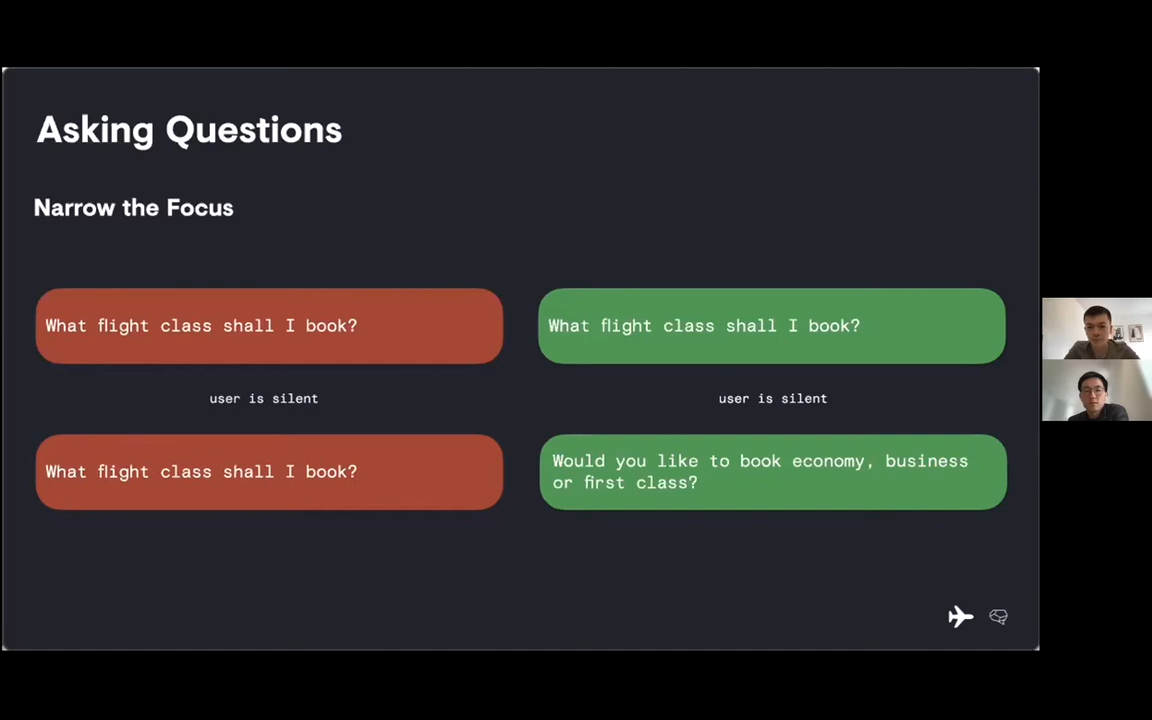 Asking Questions
Narrow the Focus
What flight class shall I book?
user is silent
What flight class shall I book?
What flight class shall I book?
user is silent
Would you like to book economy, business
or first class?